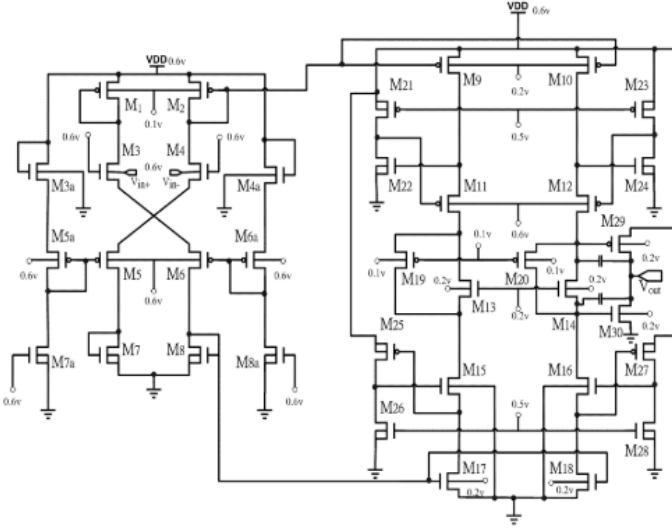 VDD 0.6v
VDD 0.6v
M1 M2
0.1v
0.6v M3 M4 0.6v
0.6v
Vin+ Vin-
M3a M4a
M5a M6a
M5 M6
0.6v 0.6v 0.6v
M7 M8
M7a M8a
0.6v 0.6v
M9 M10
0.2v
M21 M23
0.5v
M22 M24
M11 M12
0.6v
M29
0.1v
0.2v
0.1v M19 M20 0.1v
0.2v 0.2v
Vout
M13 M14
0.2v
M30 0.2v
M25 M27
M15 M16
M26 M28
0.5v
M17 M18
0.2v 0.2v